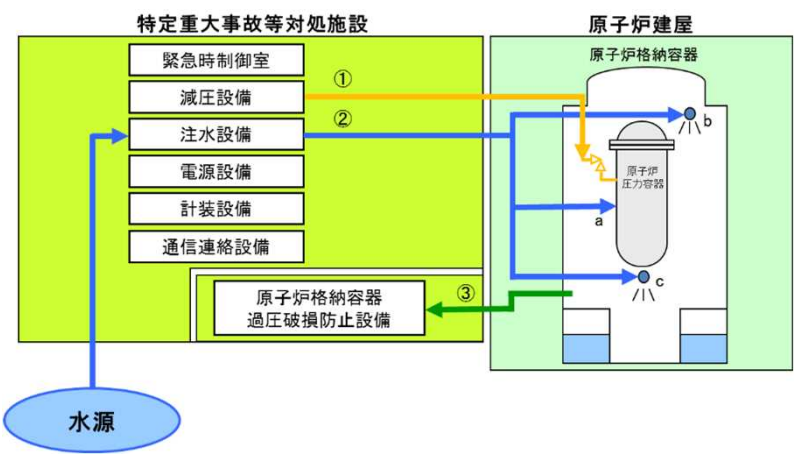 特定重大事故等対処施設
原子炉建屋
緊急時制御室
減圧設備
注水設備
電源設備
計装設備
通信連絡設備
原子炉格納容器
過圧破損防止設備
水源
①
②
③
原子炉格納容器
b
原子炉
圧力容器
a
c